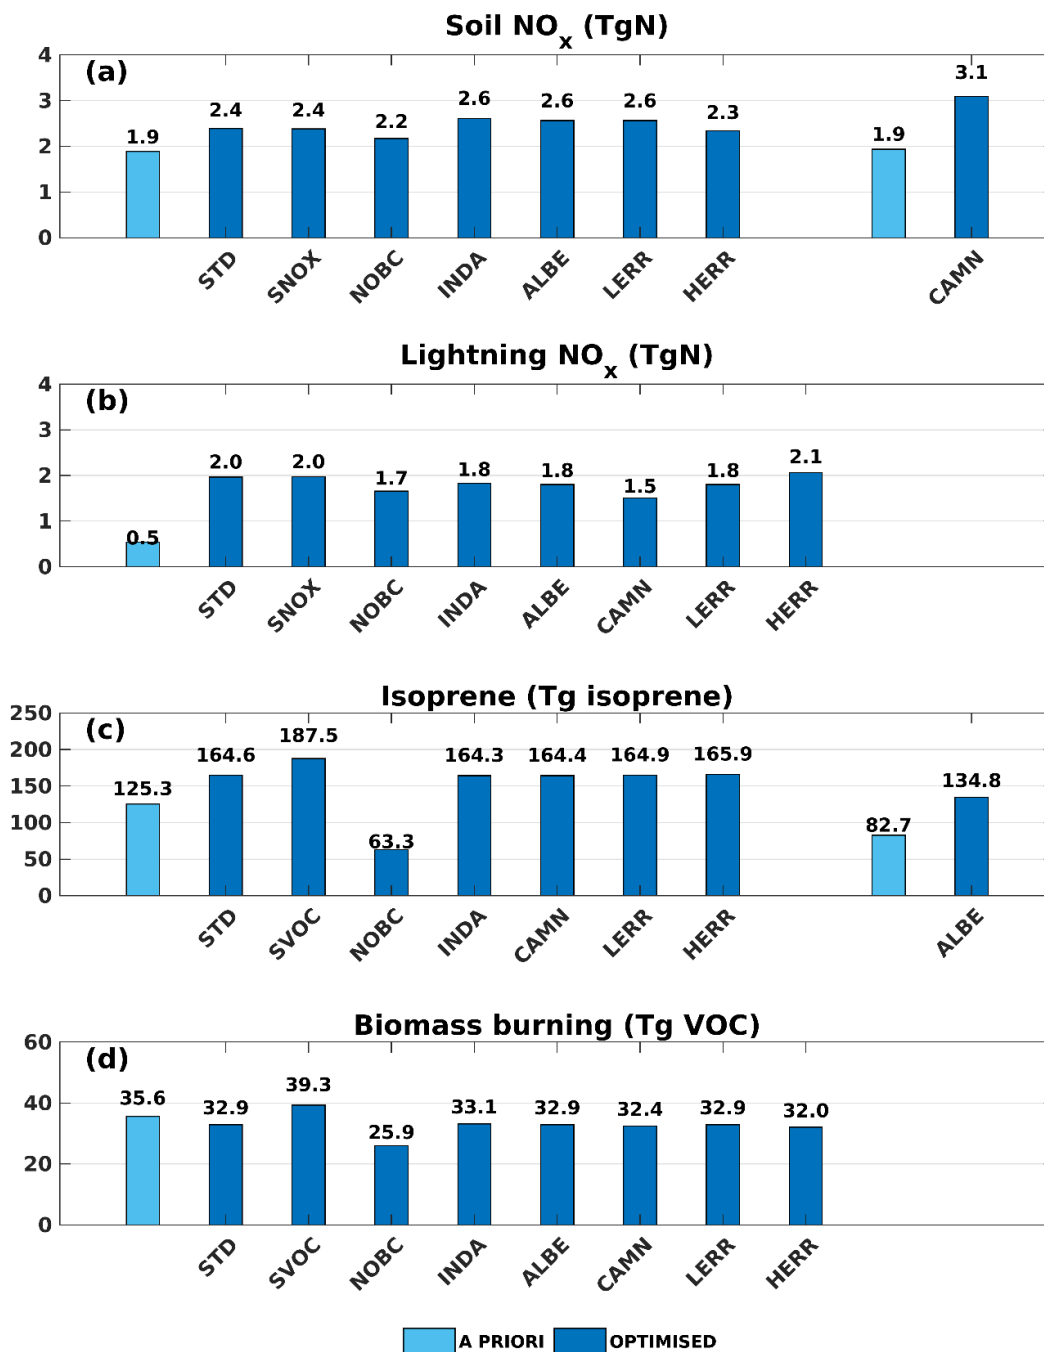 Soil NOx (TgN)
(a)
4
3
2
1
0
1.9
2.4
2.4
2.2
2.6
2.6
2.6
2.3
1.9
3.1
STD
SNOX
NOBC
INDA
ALBE
LERR
HERR
CAMN
Lightning NOx (TgN)
(b)
4
3
2
1
0
0.5
2.0
2.0
1.7
1.8
1.8
1.5
1.8
2.1
STD
SNOX
NOBC
INDA
ALBE
CAMN
LERR
HERR
Isoprene (Tg isoprene)
(c)
250
200
150
100
50
0
125.3
164.6
187.5
63.3
164.3
164.4
164.9
165.9
82.7
134.8
STD
SVOC
NOBC
INDA
CAMN
LERR
HERR
ALBE
Biomass burning (Tg VOC)
(d)
60
40
20
0
35.6
32.9
39.3
25.9
33.1
32.9
32.4
32.9
32.0
STD
SVOC
NOBC
INDA
ALBE
CAMN
LERR
HERR
A PRIORI
OPTIMISED